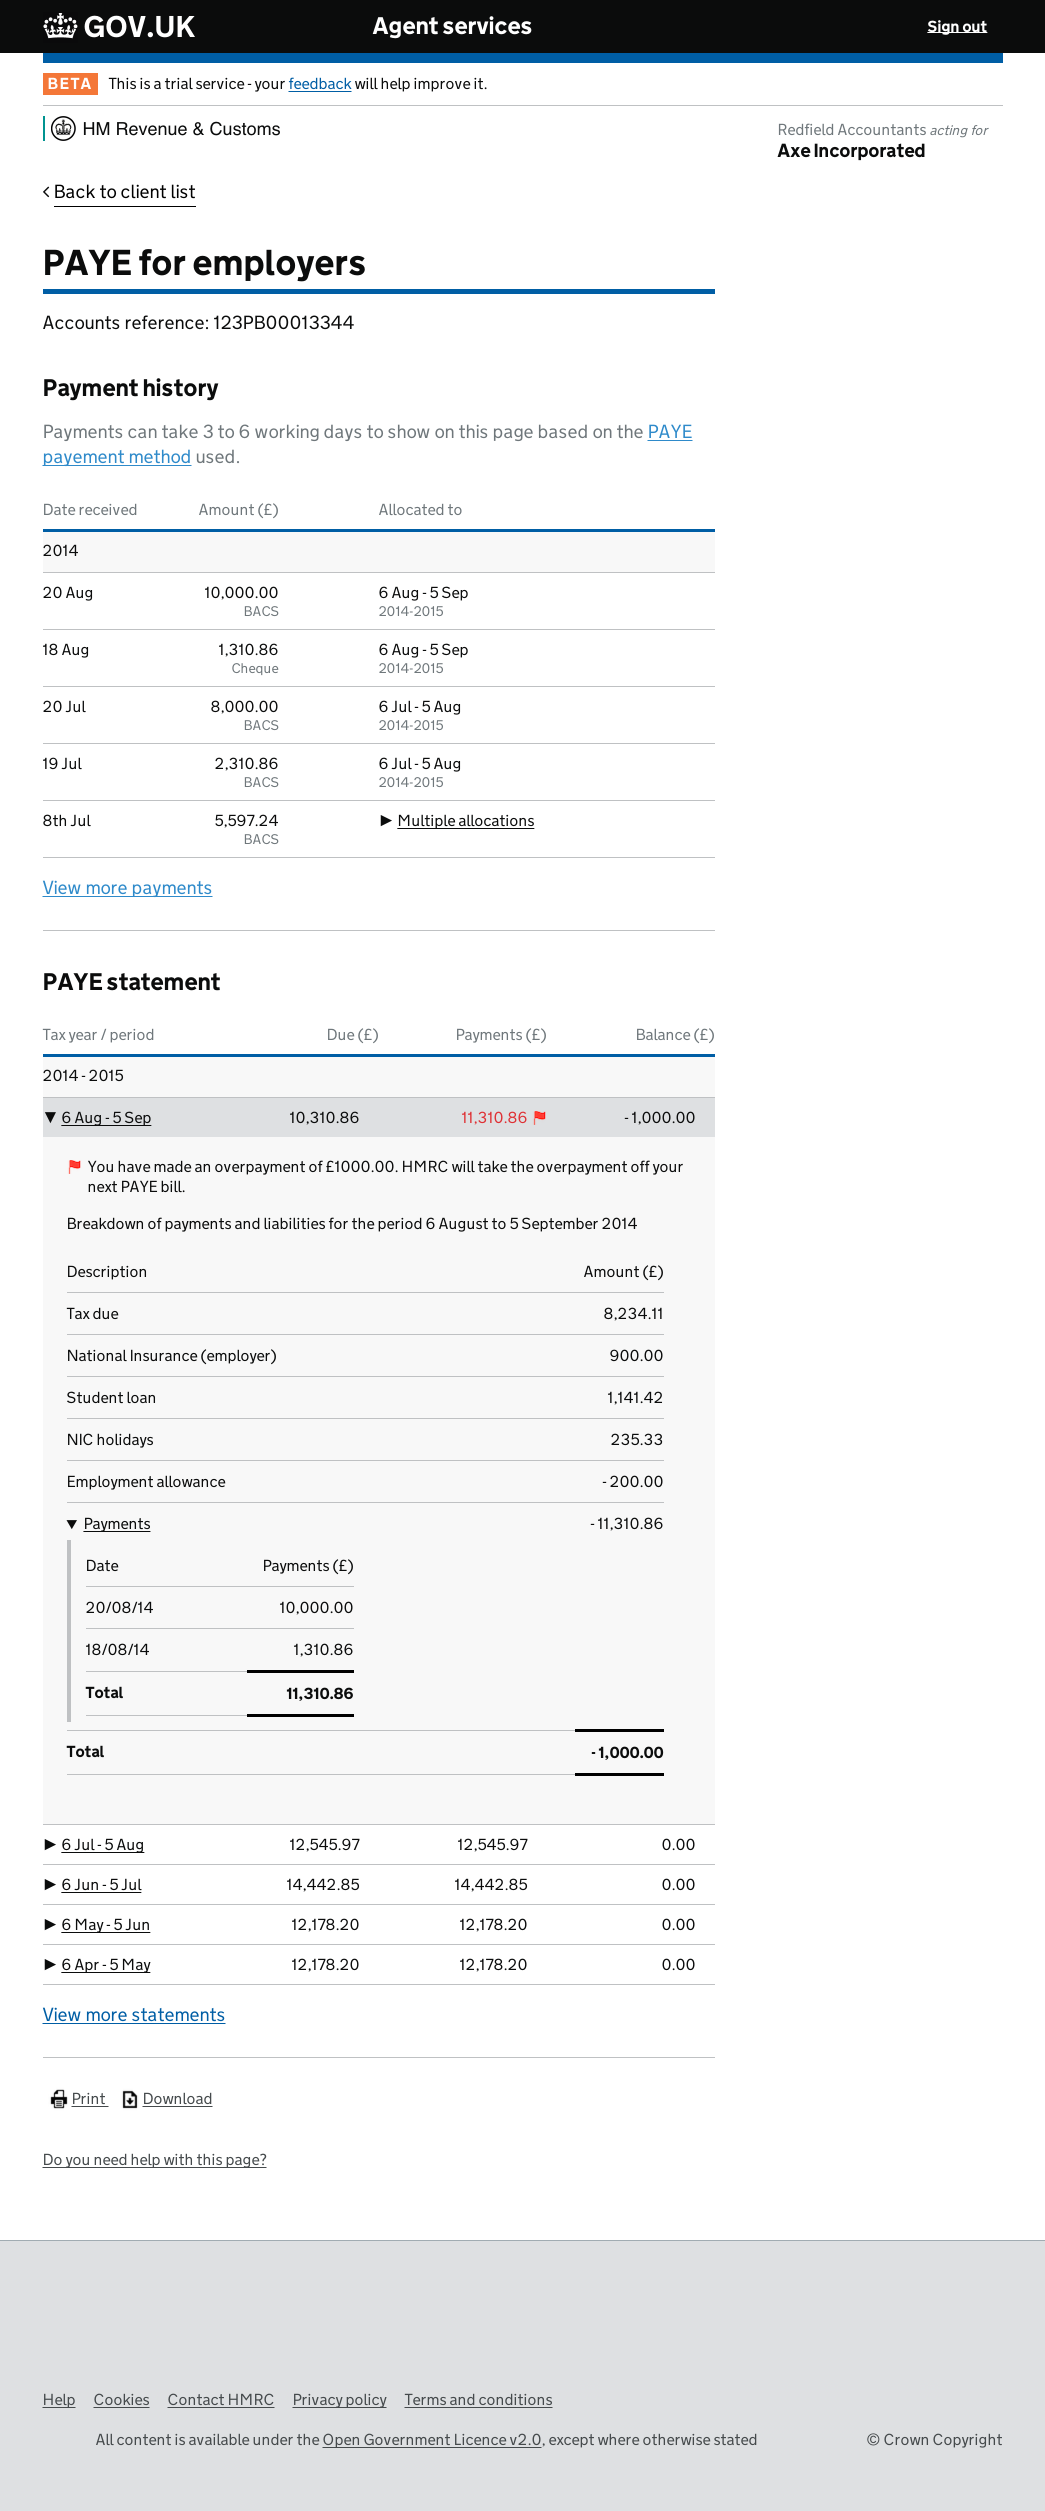 GOV.UK Agent services Sign out
BETA This is a trial service - your feedback will help improve it.
HM Revenue & Customs
Redfield Accountants acting for
Axe Incorporated
Back to client list
PAYE for employers
Accounts reference: 123PB00013344
Payment history
Payments can take 3 to 6 working days to show on this page based on the PAYE
payement method used.
Date received Amount (£) Allocated to
2014
20 Aug 10,000.00 6 Aug - 5 Sep
BACS 2014-2015
18 Aug 1,310.86 6 Aug - 5 Sep
Cheque 2014-2015
20 Jul 8,000.00 6 Jul - 5 Aug
BACS 2014-2015
19 Jul 2,310.86 6 Jul - 5 Aug
BACS 2014-2015
8th Jul 5,597.24 Multiple allocations
BACS
View more payments
PAYE statement
Tax year / period Due (£) Payments (£) Balance (£)
2014 - 2015
6 Aug - 5 Sep 10,310.86 11,310.86 - 1,000.00
You have made an overpayment of £1000.00. HMRC will take the overpayment off your
next PAYE bill.
Breakdown of payments and liabilities for the period 6 August to 5 September 2014
Description Amount (£)
Tax due 8,234.11
National Insurance (employer) 900.00
Student loan 1,141.42
NIC holidays 235.33
Employment allowance - 200.00
Payments - 11,310.86
Date Payments (£)
20/08/14 10,000.00
18/08/14 1,310.86
Total 11,310.86
Total - 1,000.00
6 Jul - 5 Aug 12,545.97 12,545.97 0.00
6 Jun - 5 Jul 14,442.85 14,442.85 0.00
6 May - 5 Jun 12,178.20 12,178.20 0.00
6 Apr - 5 May 12,178.20 12,178.20 0.00
View more statements
Print Download
Do you need help with this page?
Help Cookies Contact HMRC Privacy policy Terms and conditions
All content is available under the Open Government Licence v2.0, except where otherwise stated © Crown Copyright